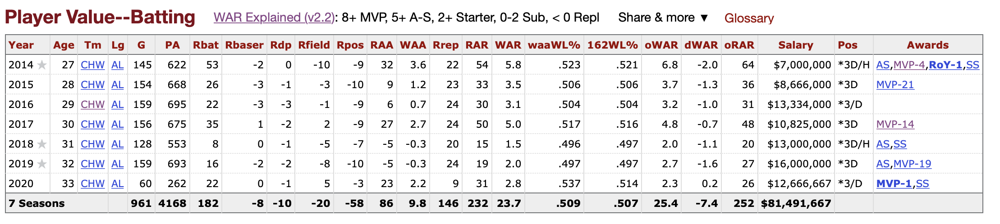 Player Value--Batting WAR Explained (v2.2): 8+ MVP, 5+ A-S, 2+ Starter, 0-2 Sub, < 0 Repl Share & more ▼ Glossary
Year Age Tm Lg G PA Rbat Rbaser Rdp Rfield Rpos RAA WAA Rrep RAR WAR waaWL% 162WL% oWAR dWAR oRAR Salary Pos Awards
2014 ★ 27 CHW AL 145 622 53 -2 0 -10 -9 32 3.6 22 54 5.8 .523 .521 6.8 -2.0 64 $7,000,000 *3D/H AS,MVP-4,RoY-1,SS
2015 28 CHW AL 154 668 26 -3 -1 -3 -10 9 1.2 23 33 3.5 .506 .506 3.7 -1.3 36 $8,666,000 *3D MVP-21
2016 29 CHW AL 159 695 22 -3 -3 -1 -9 6 0.7 24 30 3.1 .504 .504 3.2 -1.0 31 $13,334,000 *3/D
2017 30 CHW AL 156 675 35 1 -2 2 -9 27 2.7 24 50 5.0 .517 .516 4.8 -0.7 48 $10,825,000 *3D MVP-14
2018 ★ 31 CHW AL 128 553 8 0 -1 -5 -7 -5 -0.3 20 15 1.5 .496 .497 2.0 -1.1 20 $13,000,000 *3D/H AS,SS
2019 ★ 32 CHW AL 159 693 16 -2 -2 -8 -10 -5 -0.3 24 19 2.0 .497 .497 2.7 -1.6 27 $16,000,000 *3D AS,MVP-19
2020 33 CHW AL 60 262 22 0 -1 5 -3 23 2.2 9 31 2.8 .537 .514 2.3 0.2 26 $12,666,667 *3/D MVP-1,SS
7 Seasons 961 4168 182 -8 -10 -20 -58 86 9.8 146 232 23.7 .509 .507 25.4 -7.4 252 $81,491,667